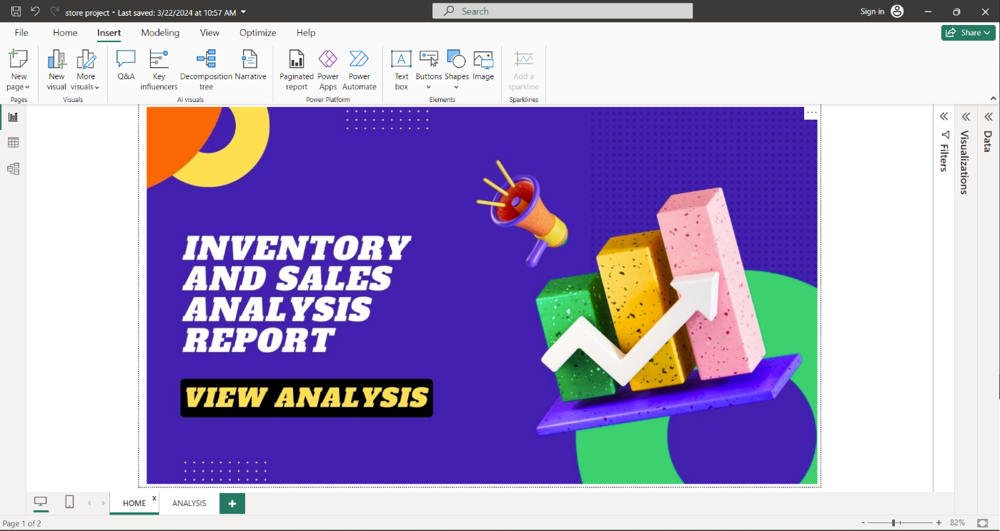 store project • Last saved: 3/22/2024 at 10:57 AM
Search
Sign in
File Home Insert Modeling View Optimize Help
Share
New page
New visual
More visuals
Q&A
Key influencers
Decomposition tree
Narrative
Paginated report
Power Apps
Power Automate
Text box
Buttons
Shapes
Image
Add a sparkline
Pages
Visuals
AI visuals
Power Platform
Elements
Sparklines
INVENTORY
AND SALES
ANALYSIS
REPORT
VIEW ANALYSIS
Filters
Visualizations
Data
HOME
ANALYSIS
Page 1 of 2
82%